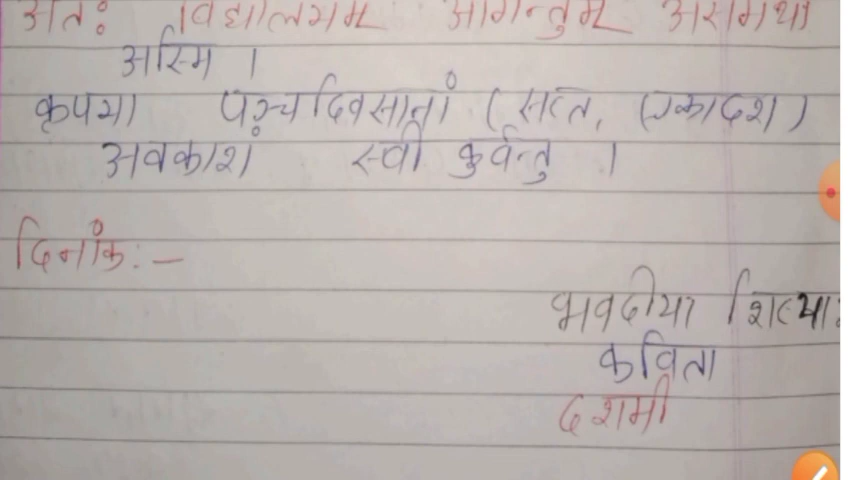 अतः विद्यालयम आगन्तुम असमर्था
अस्मि ।
कृपया पञ्चदिवसानां (सप्त, एकादश)
अवकाशं स्वी कुर्वन्तु ।
दिनांक: -
भवदीया शिष्या:
कविता
दशमी